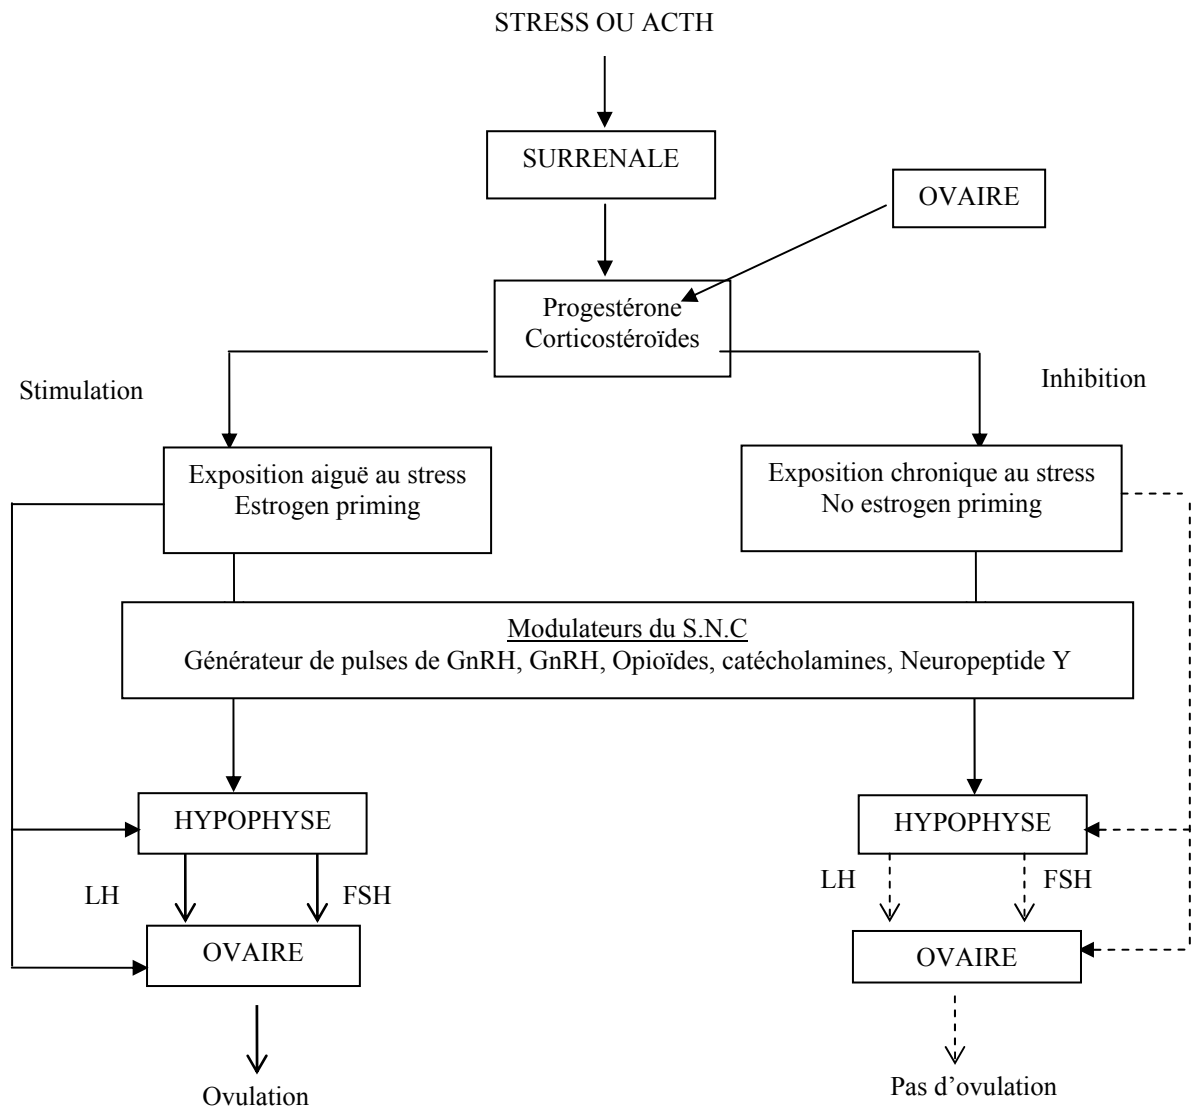 STRESS OU ACTH
SURRENALE
OVAIRE
Progestérone
Corticostéroïdes
Stimulation
Inhibition
Exposition aiguë au stress
Estrogen priming
Exposition chronique au stress
No estrogen priming
Modulateurs du S.N.C
Générateur de pulses de GnRH, GnRH, Opioïdes, catécholamines, Neuropeptide Y
HYPOPHYSE
HYPOPHYSE
LH
FSH
LH
FSH
OVAIRE
OVAIRE
Ovulation
Pas d’ovulation